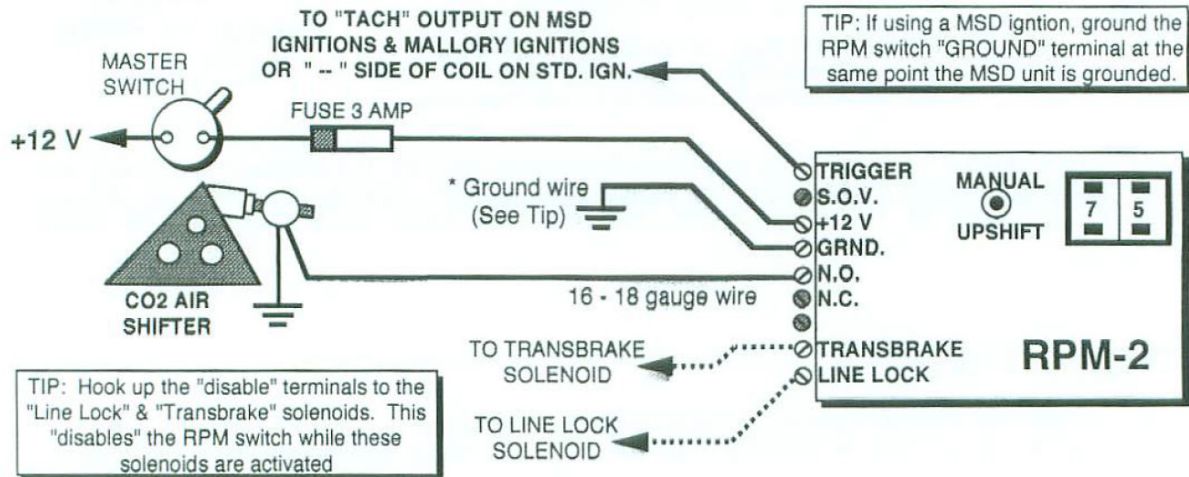 TO "TACH" OUTPUT ON MSD
IGNITIONS & MALLORY IGNITIONS
OR " -- " SIDE OF COIL ON STD. IGN.
TIP: If using a MSD igntion, ground the
RPM switch "GROUND" terminal at the
same point the MSD unit is grounded.
MASTER
SWITCH
FUSE 3 AMP
+12 V
* Ground wire
(See Tip)
TRIGGER
S.O.V.
+12 V
GRND.
N.O.
N.C.
TRANSBRAKE
LINE LOCK
MANUAL
UPSHIFT
7 5
RPM-2
CO2 AIR
SHIFTER
16 - 18 gauge wire
TO TRANSBRAKE
SOLENOID
TO LINE LOCK
SOLENOID
TIP: Hook up the "disable" terminals to the
"Line Lock" & "Transbrake" solenoids. This
"disables" the RPM switch while these
solenoids are activated